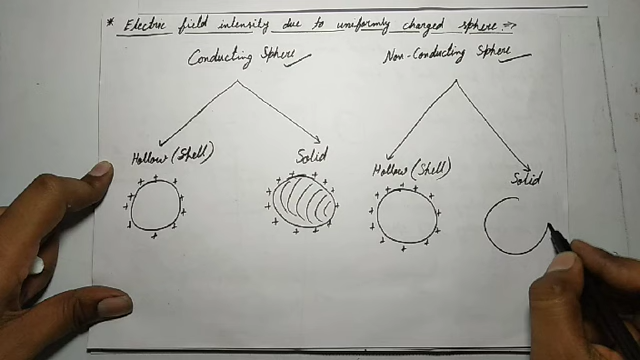 * Electric field intensity due to uniformly charged sphere :->
Conducting Sphere
Non-Conducting Sphere
Hollow (Shell)
Solid
Hollow (Shell)
Solid